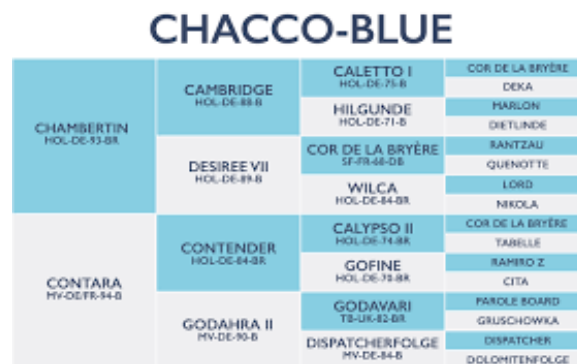 CHACCO-BLUE
CHAMBERTIN
HOL-DE-93-BR
CAMBRIDGE
HOL-DE-88-B
CALETTO I
HOL-DE-75-B
COR DE LA BRYÈRE
DEKA
HILGUNDE
HOL-DE-71-B
MARLON
DIETLINDE
DESIREE VII
HOL-DE-89-B
COR DE LA BRYÈRE
SF-FR-68-DB
RANTZAU
QUENOTTE
WILCA
HOL-DE-84-BR
LORD
NIKOLA
CONTARA
MV-DE/FR-94-B
CONTENDER
HOL-DE-84-BR
CALYPSO II
HOL-DE-74-BR
COR DE LA BRYÈRE
TABELLE
GOFINE
HOL-DE-70-BR
RAMIRO Z
CITA
GODAHRA II
MV-DE-90-B
GODAVARI
TB-UK-82-BR
PAROLE BOARD
GRUSCHOWKA
DISPATCHERFOLGE
MV-DE-84-B
DISPATCHER
DOLOMITENFOLGE